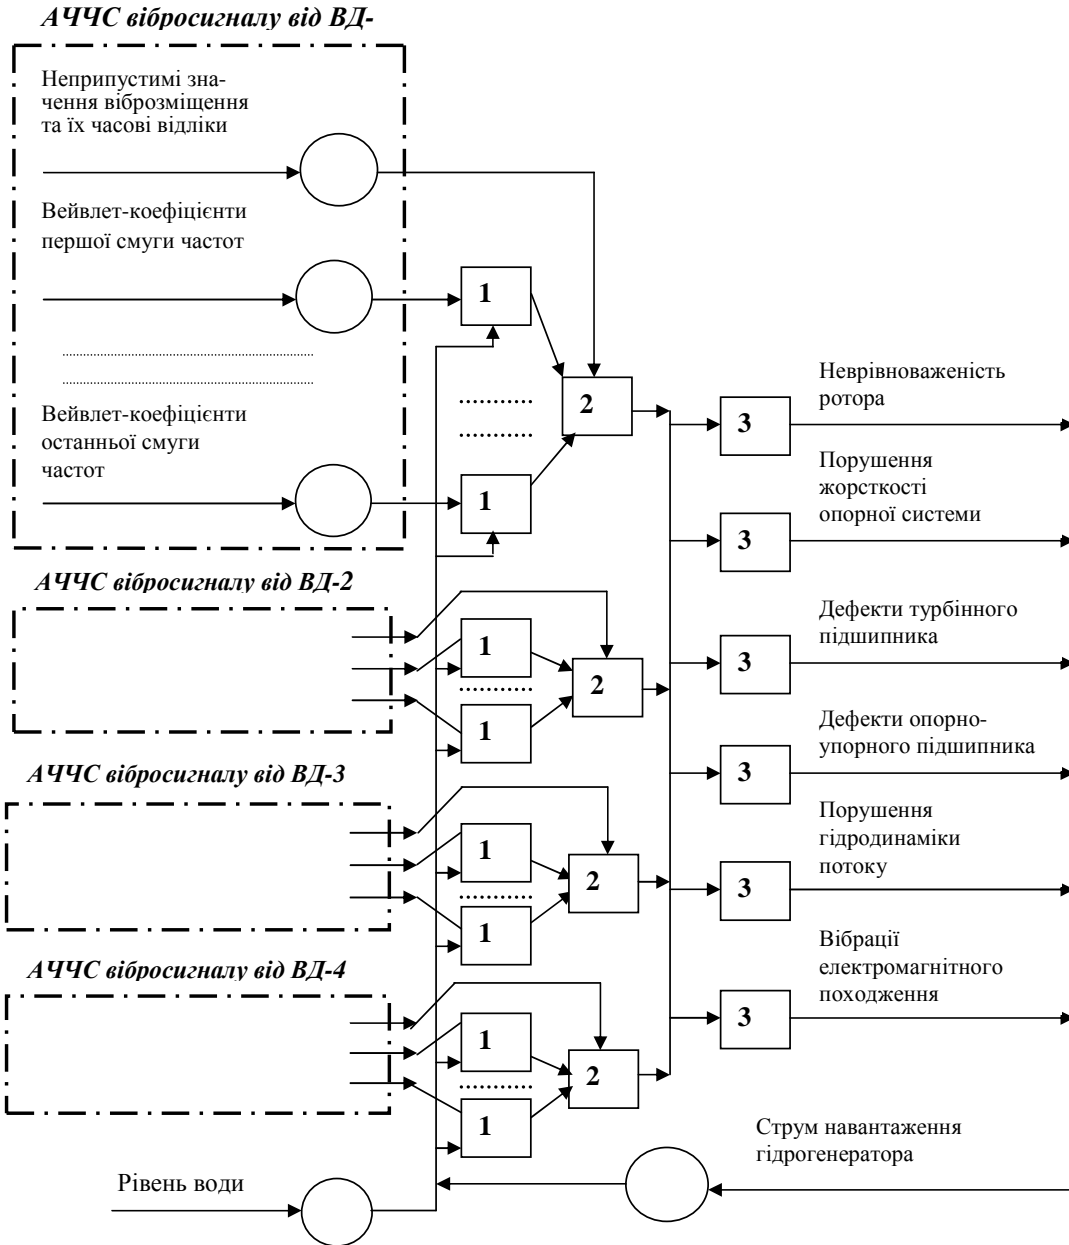 АЧЧС вібросигналу від ВД-
Неприпустимі зна-
чення віброзміщення
та їх часові відліки
Вейвлет-коефіцієнти
першої смуги частот
1
2
Вейвлет-коефіцієнти
останньої смуги
частот
1
Неврівноваженість
ротора
3
Порушення
жорсткості
опорної системи
3
АЧЧС вібросигналу від ВД-2
1
2
1
Дефекти турбінного
підшипника
3
Дефекти опорно-
упорного підшипника
3
АЧЧС вібросигналу від ВД-3
1
2
1
Порушення
гідродинаміки
потоку
3
АЧЧС вібросигналу від ВД-4
1
2
1
Вібрації
електромагнітного
походження
3
Струм навантаження
гідрогенератора
Рівень води